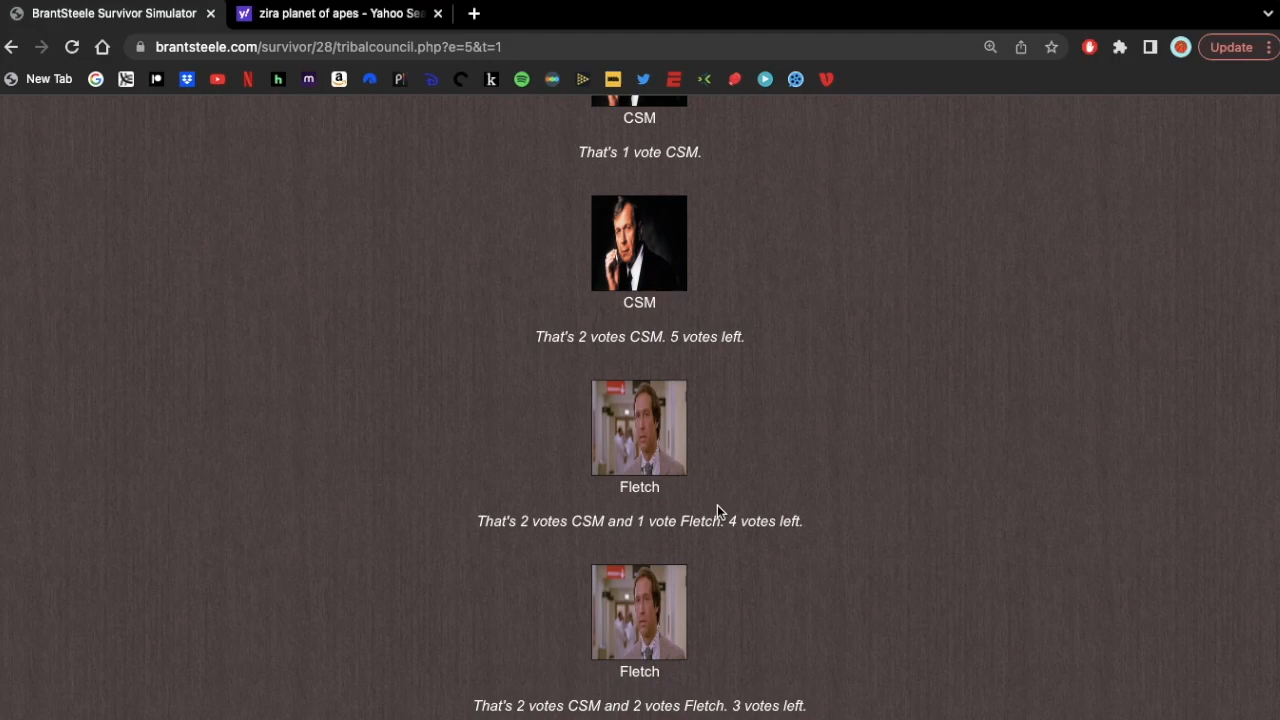 BrantSteele Survivor Simulator
zira planet of apes - Yahoo Sea
brantsteele.com/survivor/28/tribalcouncil.php?e=5&t=1
Update
New Tab
CSM
That's 1 vote CSM.
CSM
That's 2 votes CSM. 5 votes left.
Fletch
That's 2 votes CSM and 1 vote Fletch. 4 votes left.
Fletch
That's 2 votes CSM and 2 votes Fletch. 3 votes left.